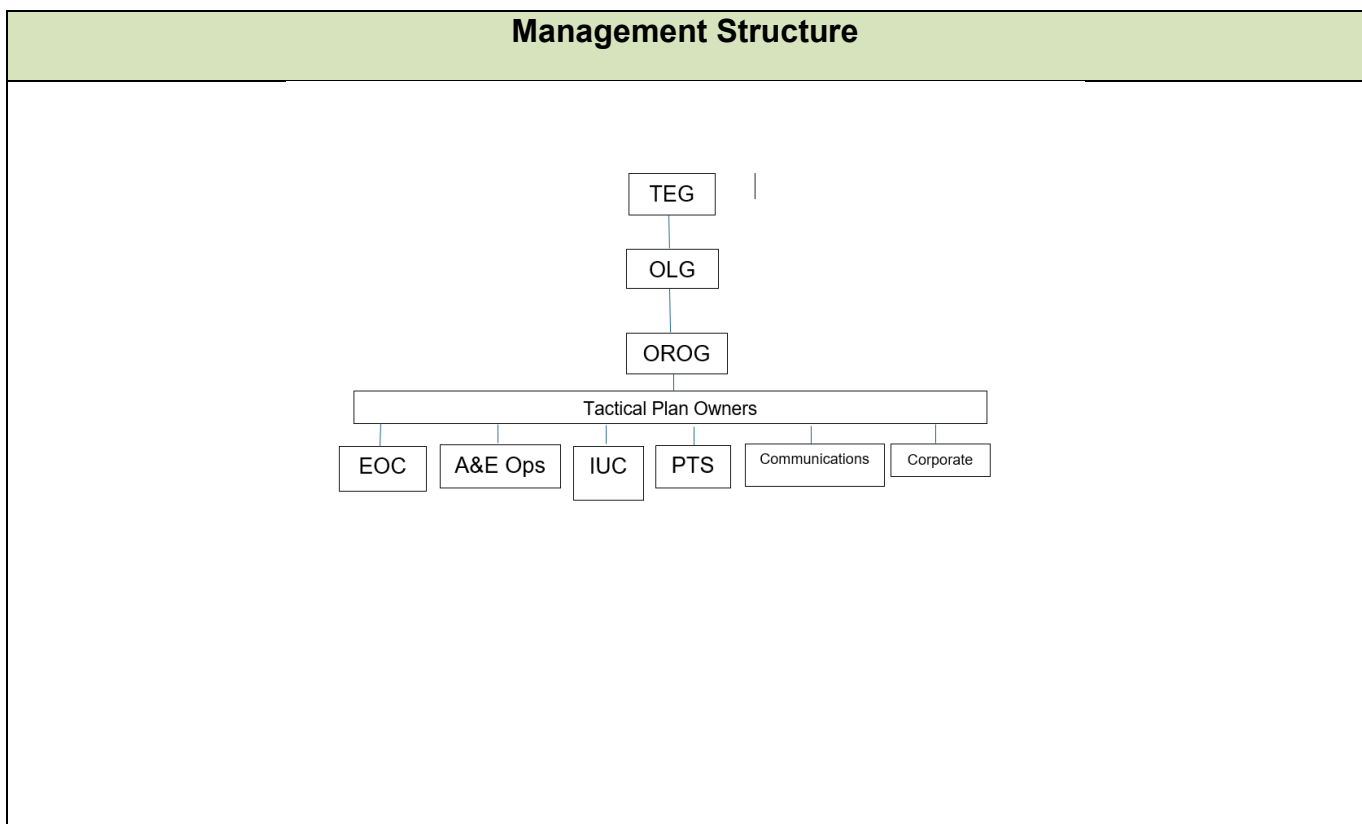 Management Structure
TEG
OLG
OROG
Tactical Plan Owners
EOC
A&E Ops
IUC
PTS
Communications
Corporate